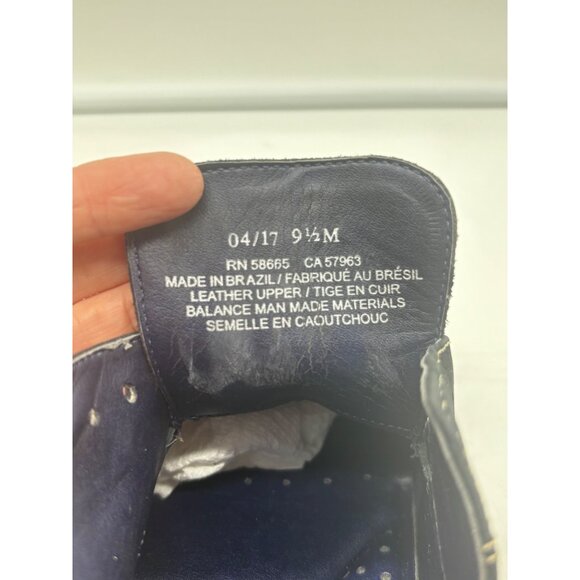 04/17 9½M
RN 58665 CA 57963
MADE IN BRAZIL / FABRIQUÉ AU BRÉSIL
LEATHER UPPER / TIGE EN CUIR
BALANCE MAN MADE MATERIALS
SEMELLE EN CAOUTCHOUC